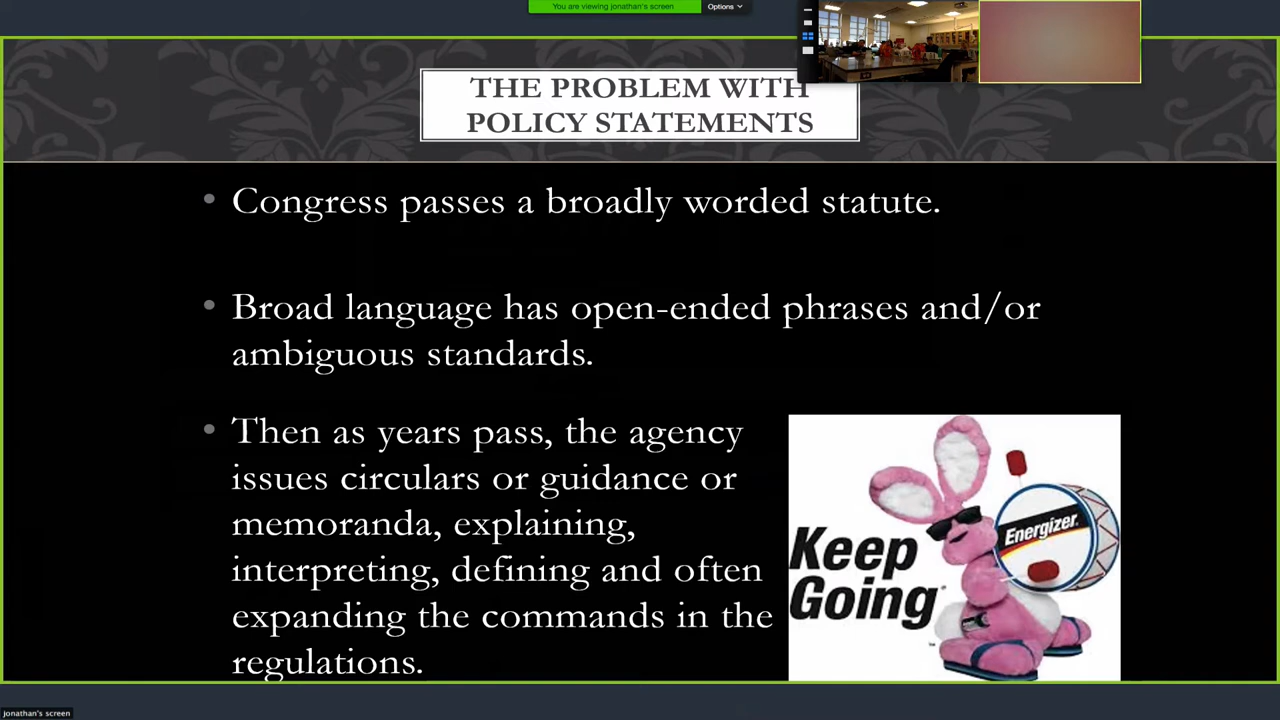 You are viewing jonathan's screen
Options
THE PROBLEM WITH
POLICY STATEMENTS
• Congress passes a broadly worded statute.
• Broad language has open-ended phrases and/or
ambiguous standards.
• Then as years pass, the agency
issues circulars or guidance or
memoranda, explaining,
interpreting, defining and often
expanding the commands in the
regulations.
Keep
Going
Energizer.
jonathan's screen